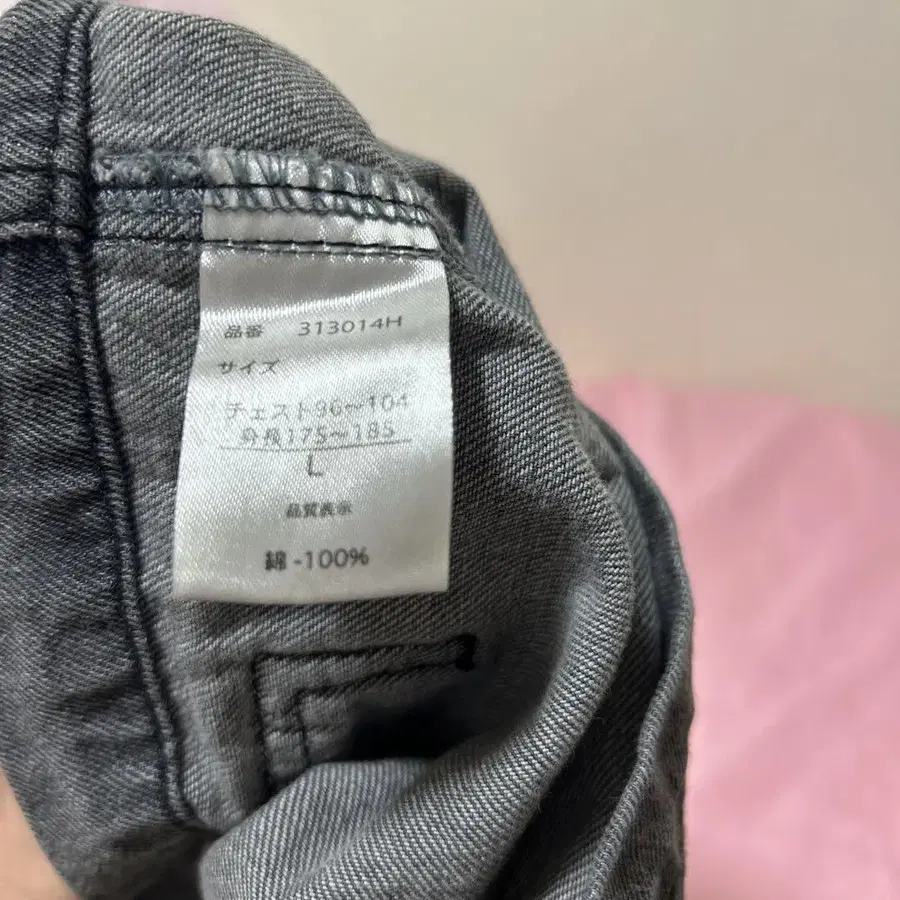 品番 313014H
サイズ
チェスト96〜104
身長175〜185
L
品質表示
綿-100%